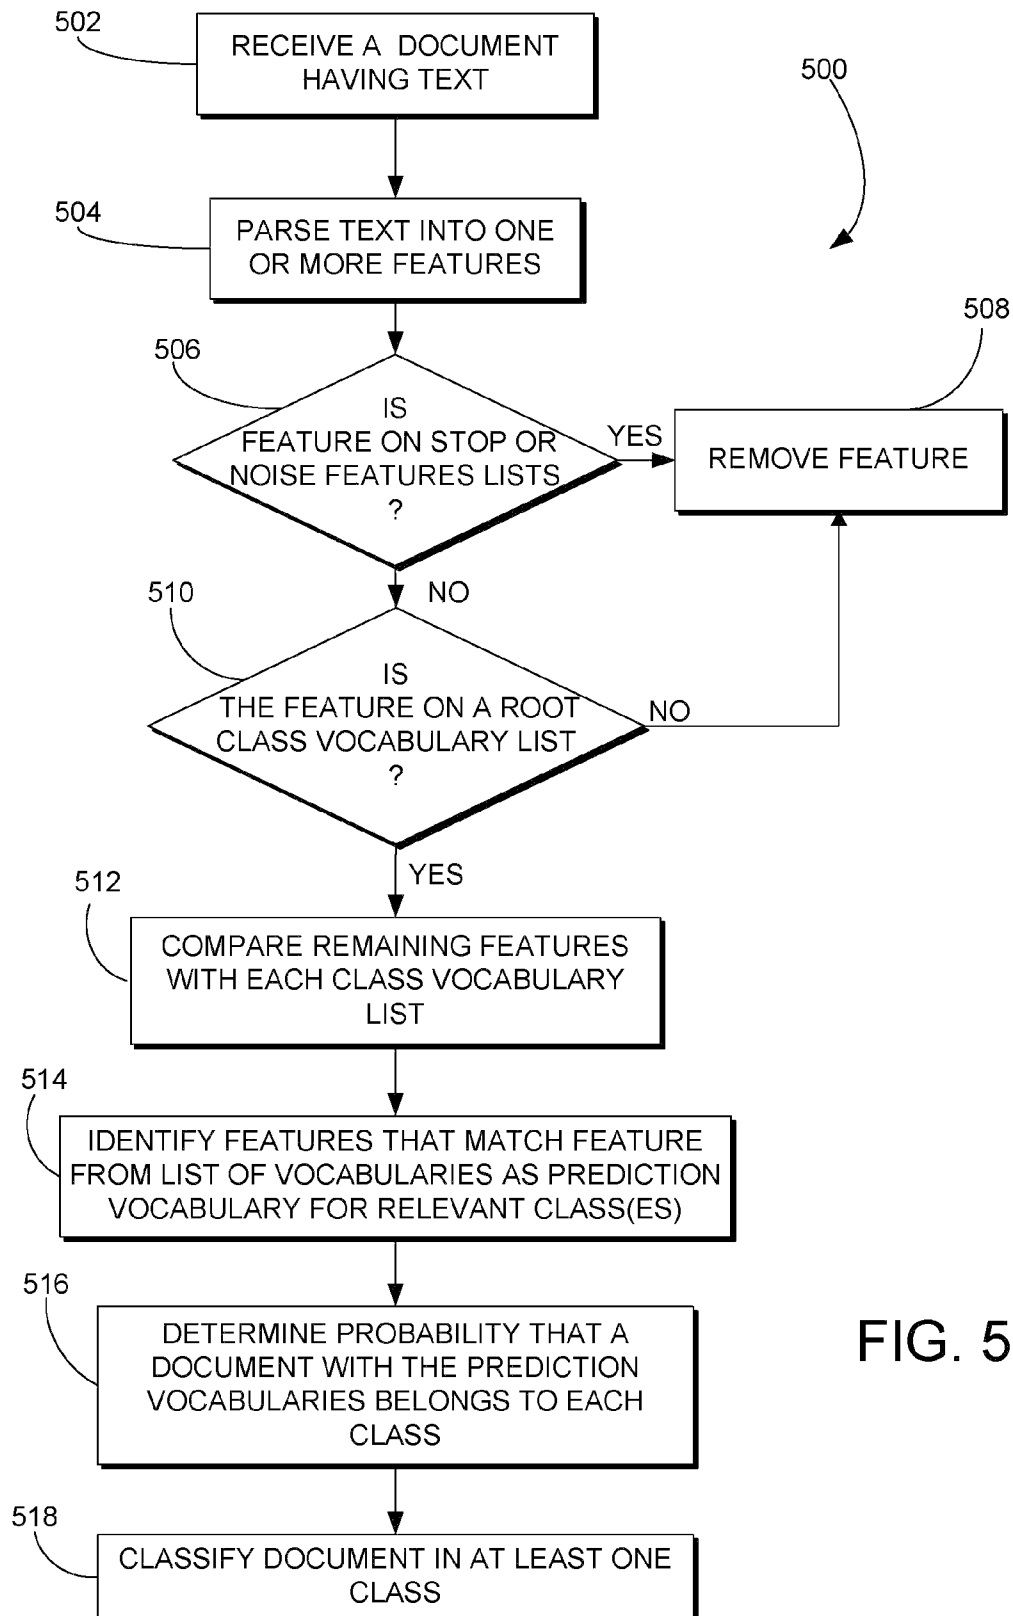 502
RECEIVE A DOCUMENT
HAVING TEXT
500
504
PARSE TEXT INTO ONE
OR MORE FEATURES
506
IS
FEATURE ON STOP OR
NOISE FEATURES LISTS
?
YES
508
REMOVE FEATURE
NO
510
IS
THE FEATURE ON A ROOT
CLASS VOCABULARY LIST
?
NO
YES
512
COMPARE REMAINING FEATURES
WITH EACH CLASS VOCABULARY
LIST
514
IDENTIFY FEATURES THAT MATCH FEATURE
FROM LIST OF VOCABULARIES AS PREDICTION
VOCABULARY FOR RELEVANT CLASS(ES)
516
DETERMINE PROBABILITY THAT A
DOCUMENT WITH THE PREDICTION
VOCABULARIES BELONGS TO EACH
CLASS
FIG. 5
518
CLASSIFY DOCUMENT IN AT LEAST ONE
CLASS